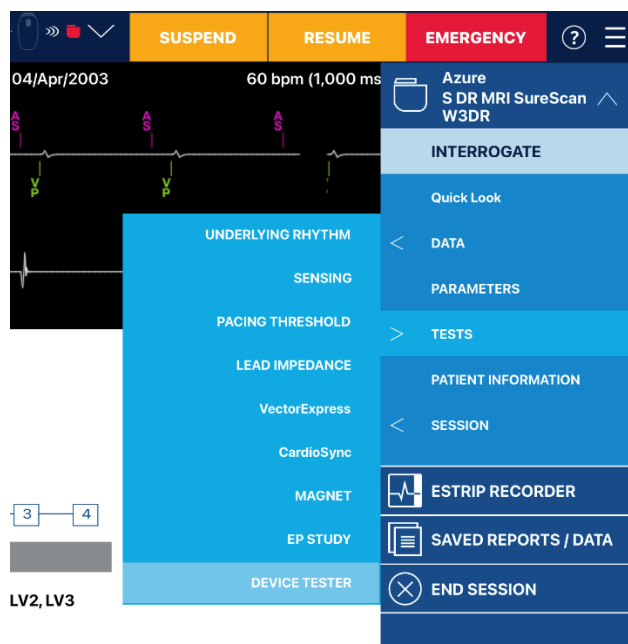 SUSPEND
RESUME
EMERGENCY
?
04/Apr/2003
60 bpm (1,000 ms
AS
AS
AS
VP
VP
Azure
S DR MRI SureScan
W3DR
INTERROGATE
Quick Look
< DATA
PARAMETERS
> TESTS
PATIENT INFORMATION
< SESSION
UNDERLYING RHYTHM
SENSING
PACING THRESHOLD
LEAD IMPEDANCE
VectorExpress
CardioSync
MAGNET
EP STUDY
DEVICE TESTER
ESTRIP RECORDER
SAVED REPORTS / DATA
END SESSION
3
4
LV2, LV3